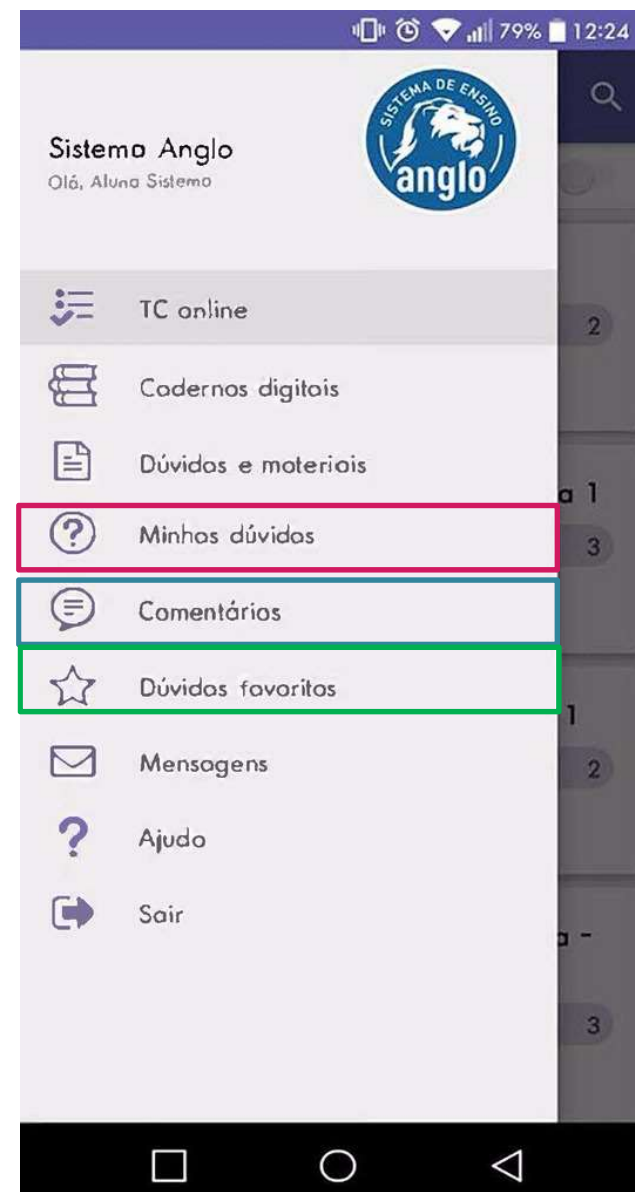 79% 12:24
SISTEMA DE ENSINO
anglo
Sistema Anglo
Olá, Aluna Sistema
TC online
2
Cadernos digitais
Dúvidas e materiais
a 1
Minhas dúvidas
3
Comentários
Dúvidas favoritas
1
Mensagens
2
Ajuda
Sair
a -
3